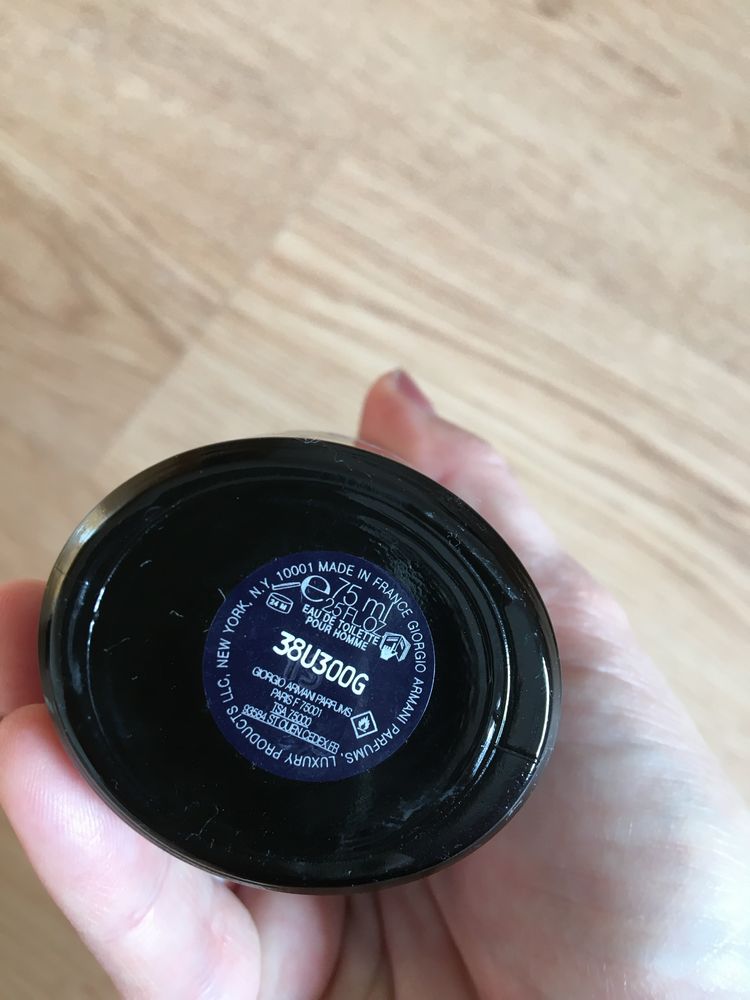 GIORGIO ARMANI PARFUMS. LUXURY PRODUCTS LLC, NEW YORK, N.Y. 10001 MADE IN FRANCE
24 M
e 75 ml
2.5 FL. OZ
EAU DE TOILETTE
POUR HOMME
38U300G
GIORGIO ARMANI PARFUMS
PARIS F 75001
TSA 75000
93584 ST OUEN CEDEX FR